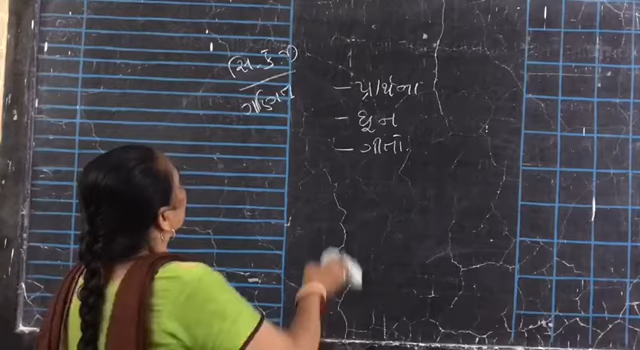 ગણિત
- પ્રાર્થના
- ધૂન
- ગીતો